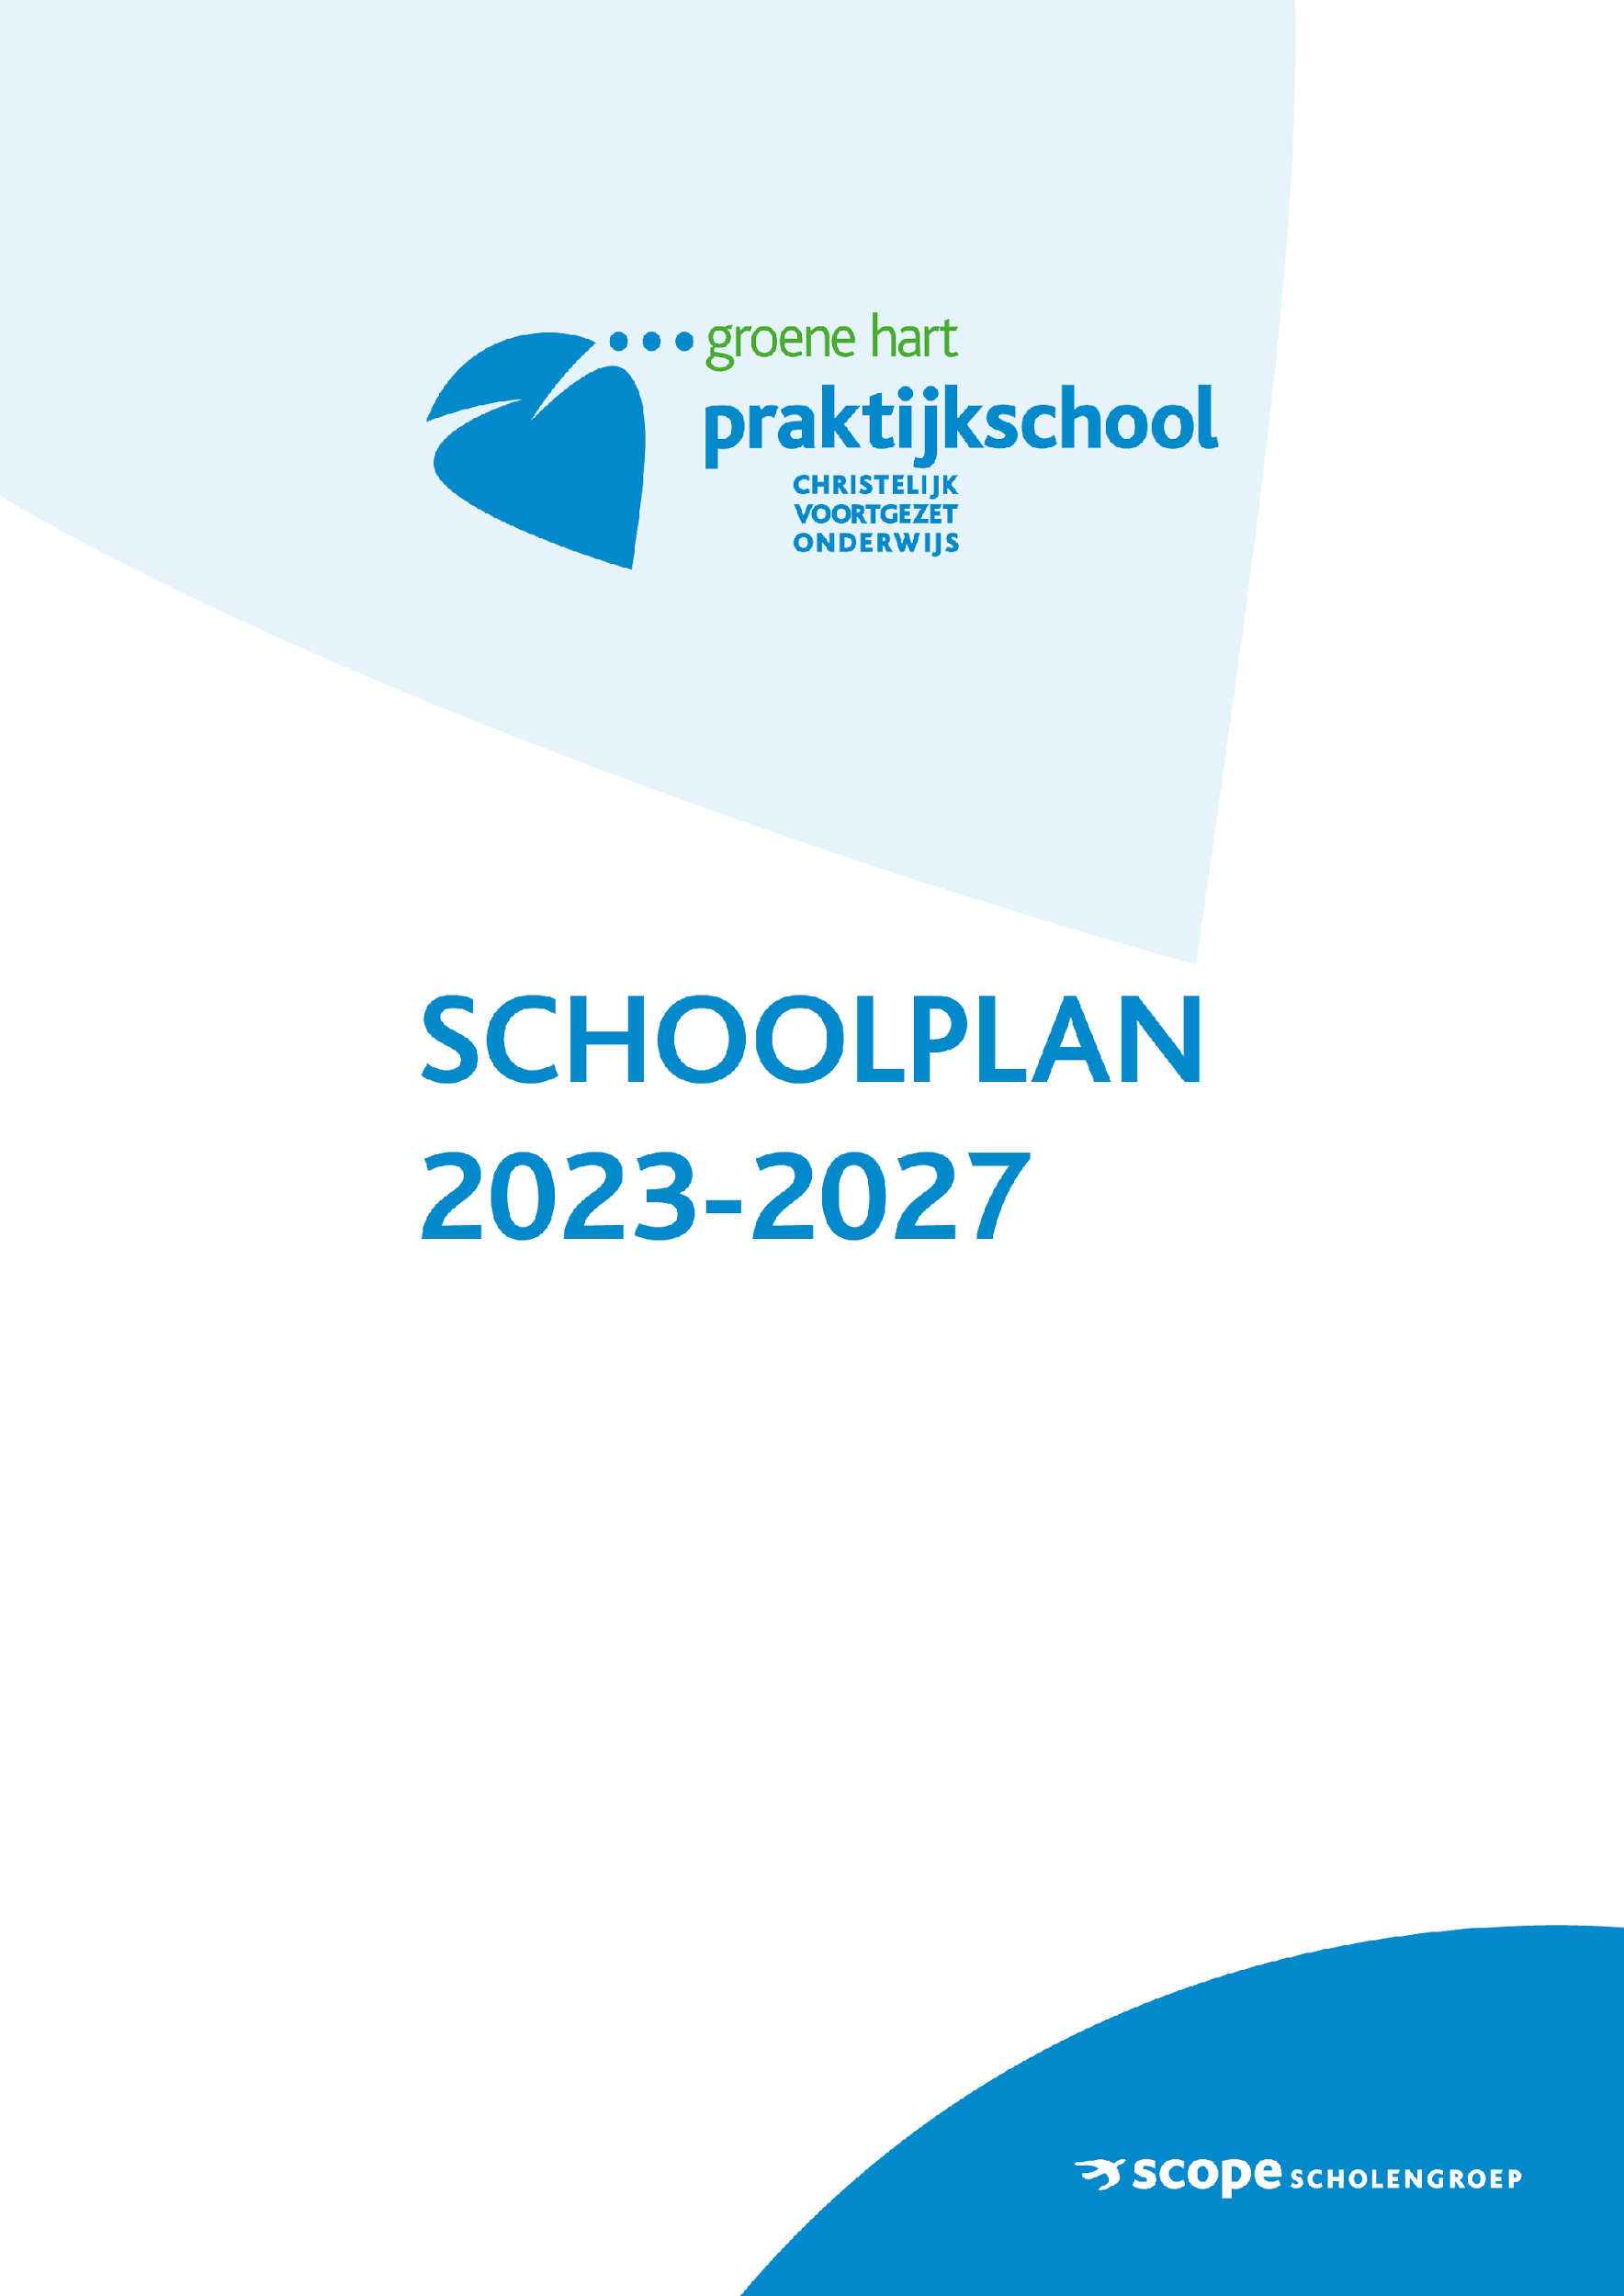 groene hart
praktijkschool
CHRISTELIJK
VOORTGEZET
ONDERWIJS
SCHOOLPLAN
2023-2027
scope SCHOLENGROEP